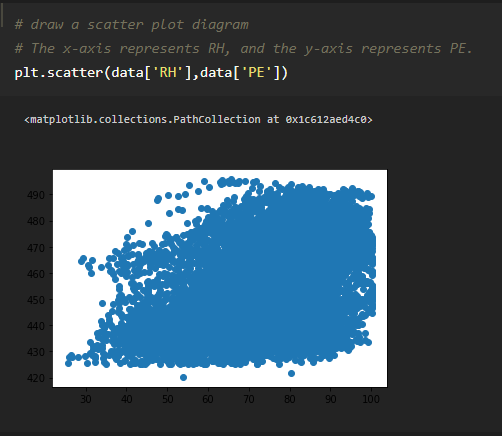 # draw a scatter plot diagram
# The x-axis represents RH, and the y-axis represents PE.
plt.scatter(data['RH'],data['PE'])
<matplotlib.collections.PathCollection at 0x1c612aed4c0>
490
480
470
460
450
440
430
420
30 40 50 60 70 80 90 100